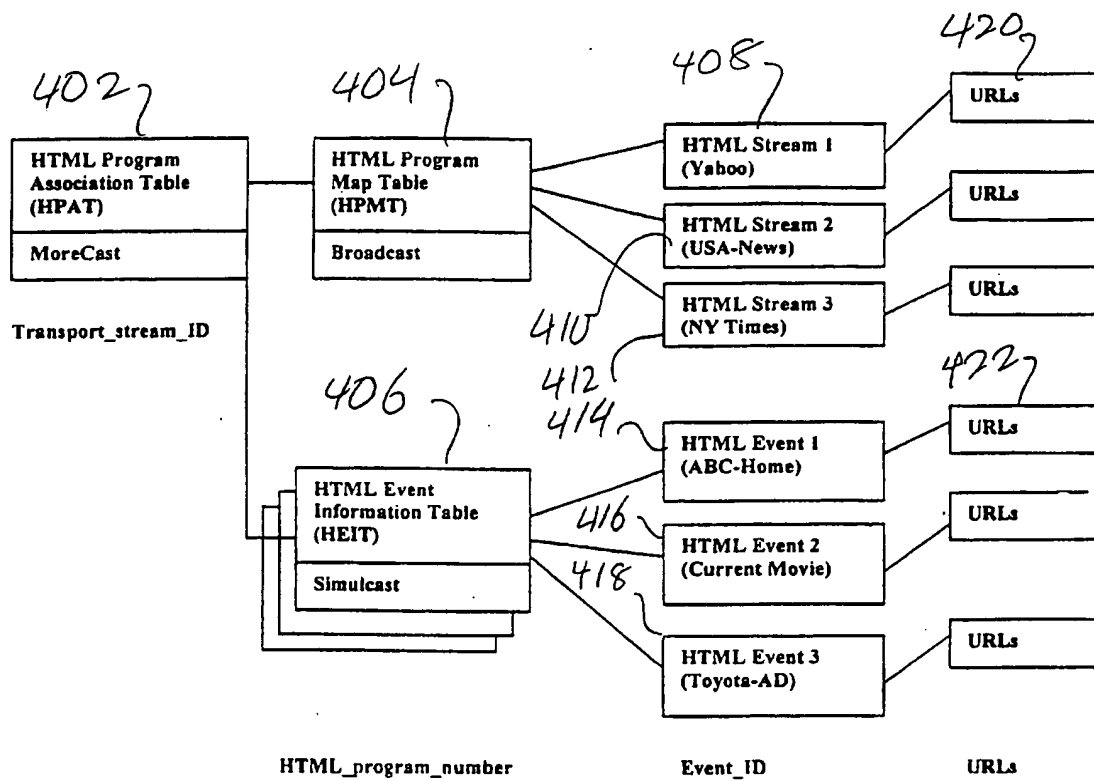 402
404
408
420
HTML Program
Association Table
(HPAT)
MoreCast
HTML Program
Map Table
(HPMT)
Broadcast
HTML Stream 1
(Yahoo)
URLs
HTML Stream 2
(USA-News)
URLs
HTML Stream 3
(NY Times)
URLs
410
412
Transport_stream_ID
406
414
422
HTML Event
Information Table
(HEIT)
Simulcast
HTML Event 1
(ABC-Home)
URLs
416
HTML Event 2
(Current Movie)
URLs
418
HTML Event 3
(Toyota-AD)
URLs
HTML_program_number
Event_ID
URLs